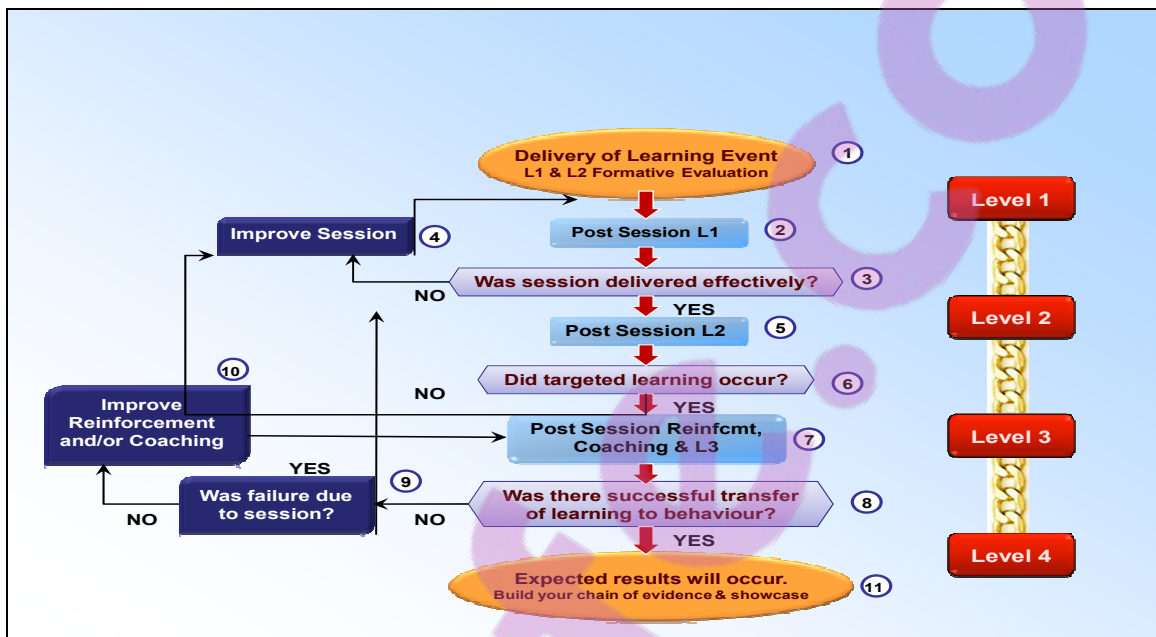 Delivery of Learning Event
L1 & L2 Formative Evaluation
1
Level 1
Improve Session
4
Post Session L1
2
Was session delivered effectively?
3
NO
YES
Post Session L2
5
Level 2
Did targeted learning occur?
6
NO
YES
10
Improve
Reinforcement
and/or Coaching
Post Session Reinfcmt,
Coaching & L3
7
Level 3
YES
9
Was failure due
to session?
NO
NO
Was there successful transfer
of learning to behaviour?
8
YES
Level 4
Expected results will occur.
Build your chain of evidence & showcase
11